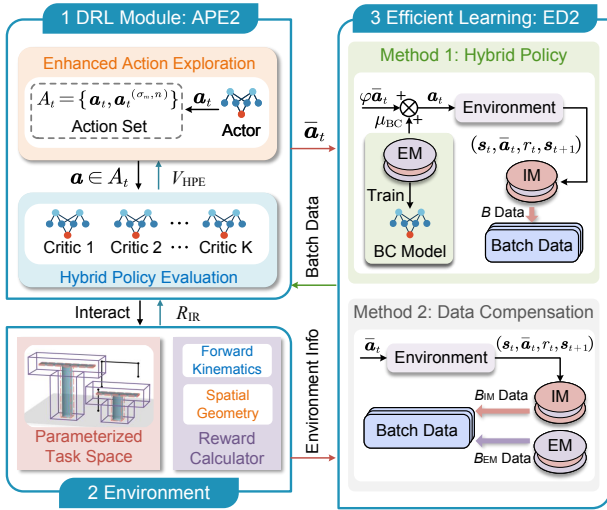 1 DRL Module: APE2
Enhanced Action Exploration
A_t = {a_t, a_t^{(σ_m,n)}}
Action Set
a_t
Actor
a ∈ A_t
V_HPE
Critic 1
Critic 2
Critic K
Hybrid Policy Evaluation
Interact
R_IR
Parameterized
Task Space
Forward
Kinematics
Spatial
Geometry
Reward
Calculator
2 Environment
ā_t
Batch Data
Environment Info
3 Efficient Learning: ED2
Method 1: Hybrid Policy
φā_t +
μ_BC +
a_t
Environment
(s_t, ā_t, r_t, s_{t+1})
EM
Train
BC Model
IM
B Data
Batch Data
Method 2: Data Compensation
ā_t
Environment
(s_t, ā_t, r_t, s_{t+1})
B_IM Data
IM
Batch Data
B_EM Data
EM